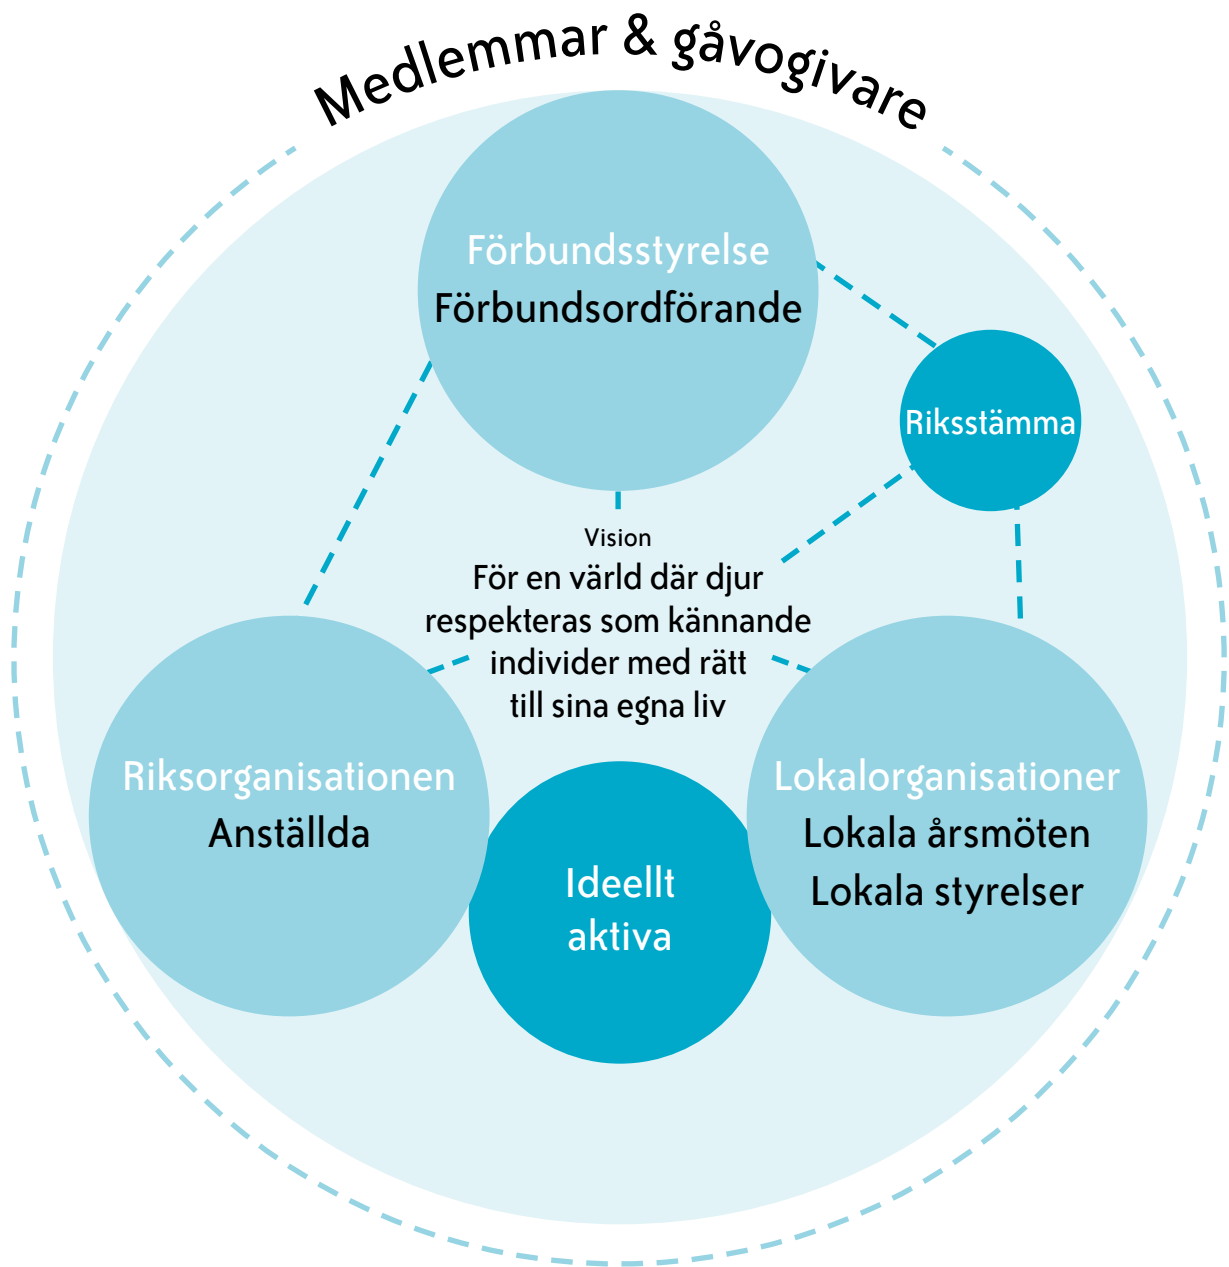 Medlemmar & gåvogivare
Förbundsstyrelse
Förbundsordförande
Riksstämma
Vision
För en värld där djur
respekteras som kännande
individer med rätt
till sina egna liv
Riksorganisationen
Anställda
Ideellt
aktiva
Lokalorganisationer
Lokala årsmöten
Lokala styrelser